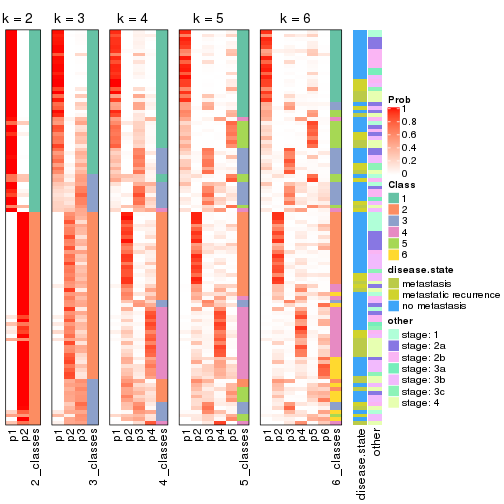 k = 2 k = 3 k = 4 k = 5 k = 6
Prob
1
0.8
0.6
0.4
0.2
0
Class
1
2
3
4
5
6
disease.state
metastasis
metastatic recurrence
no metastasis
other
stage: 1
stage: 2a
stage: 2b
stage: 3a
stage: 3b
stage: 3c
stage: 4
p1 p2 2_classes p1 p2 p3 3_classes p1 p2 p3 p4 4_classes p1 p2 p3 p4 p5 5_classes p1 p2 p3 p4 p5 p6 6_classes disease.state other